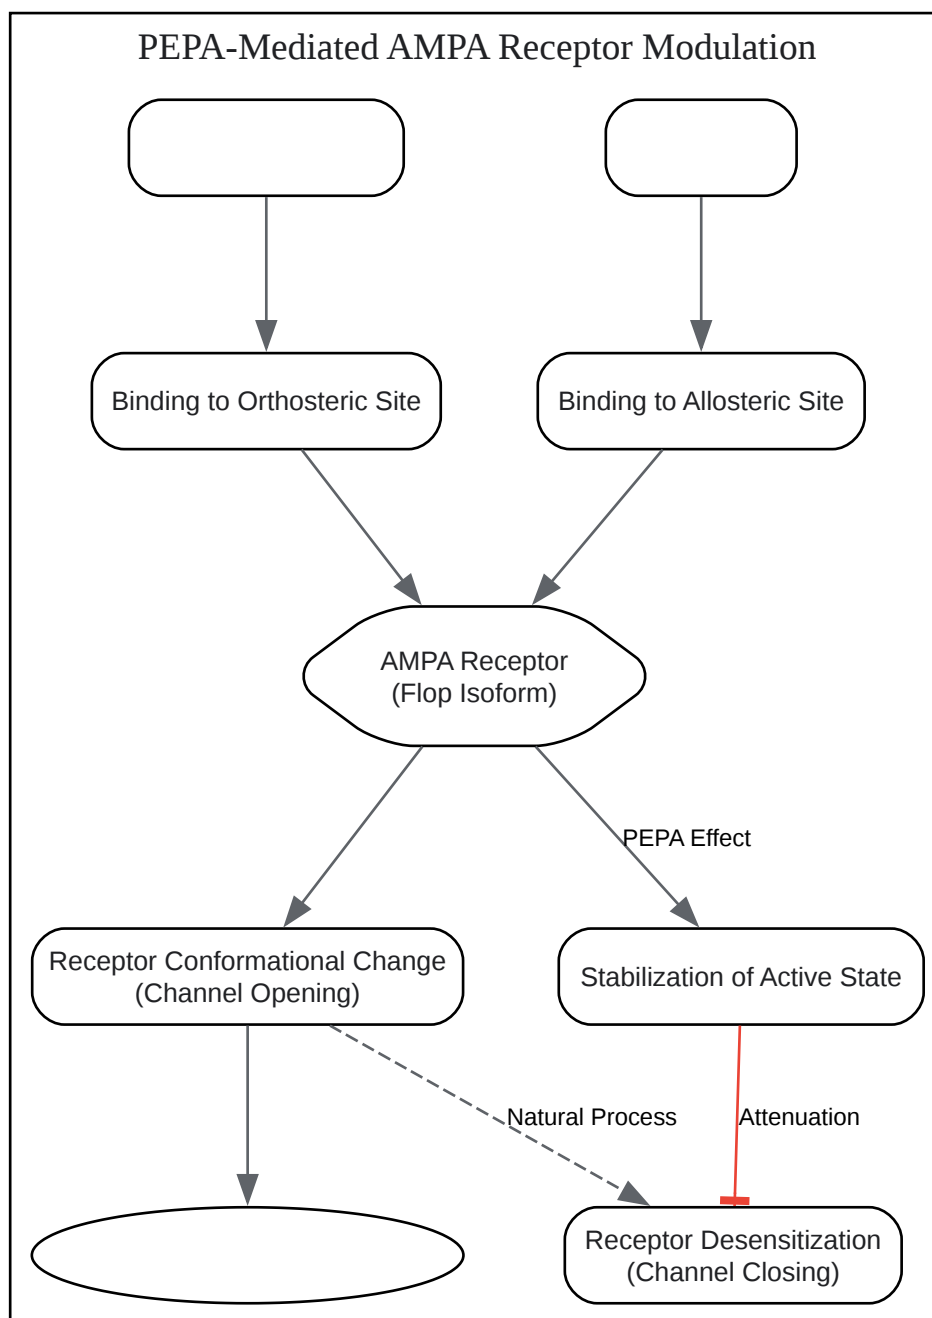 PEPA-Mediated AMPA Receptor Modulation
Binding to Orthosteric Site
Binding to Allosteric Site
AMPA Receptor
(Flop Isoform)
PEPA Effect
Receptor Conformational Change
(Channel Opening)
Stabilization of Active State
Natural Process
Attenuation
Receptor Desensitization
(Channel Closing)